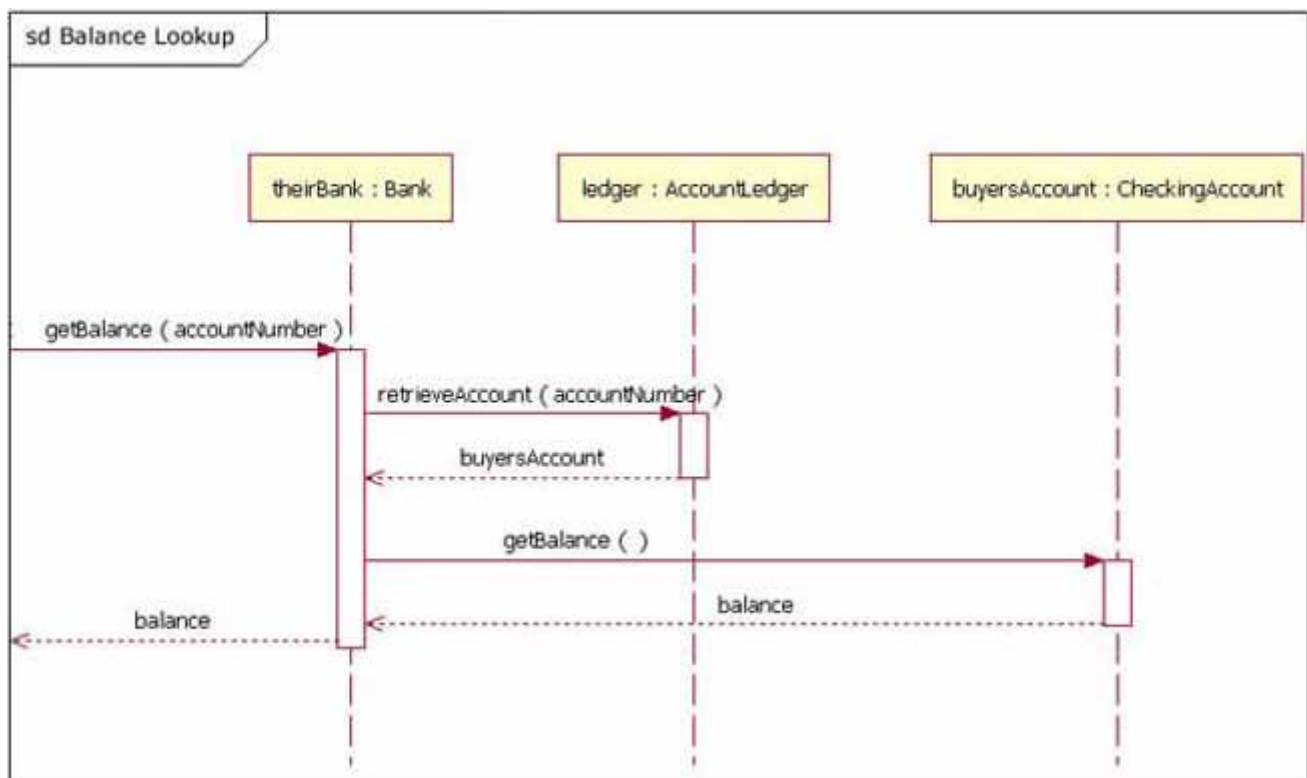 sd Balance Lookup
theirBank : Bank
ledger : AccountLedger
buyersAccount : CheckingAccount
getBalance ( accountNumber )
retrieveAccount ( accountNumber )
buyersAccount
getBalance ( )
balance
balance